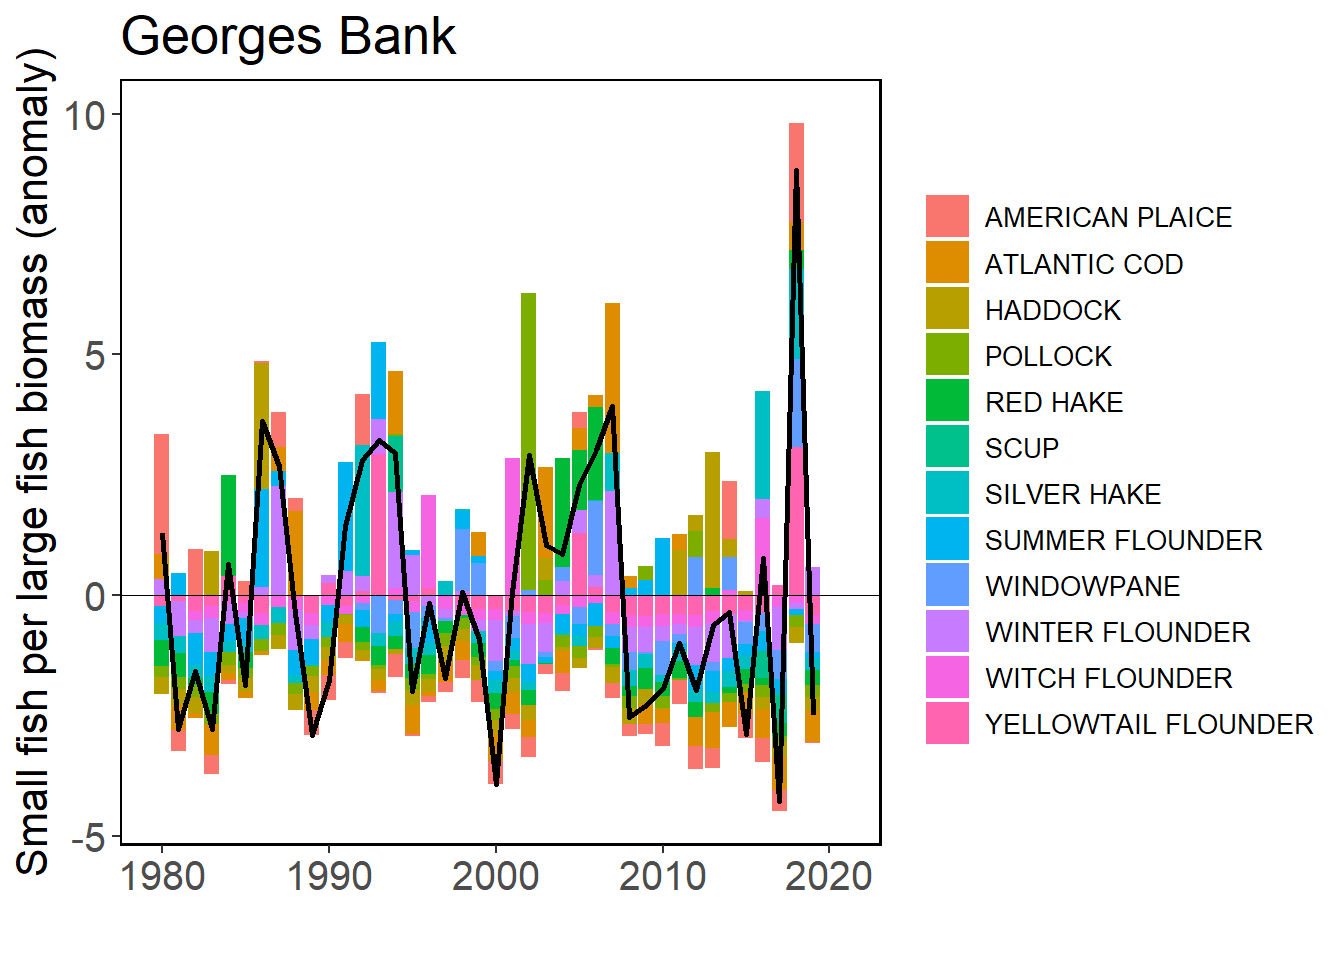 Georges Bank
Small fish per large fish biomass (anomaly)
10
5
0
-5
1980
1990
2000
2010
2020
AMERICAN PLAICE
ATLANTIC COD
HADDOCK
POLLOCK
RED HAKE
SCUP
SILVER HAKE
SUMMER FLOUNDER
WINDOWPANE
WINTER FLOUNDER
WITCH FLOUNDER
YELLOWTAIL FLOUNDER